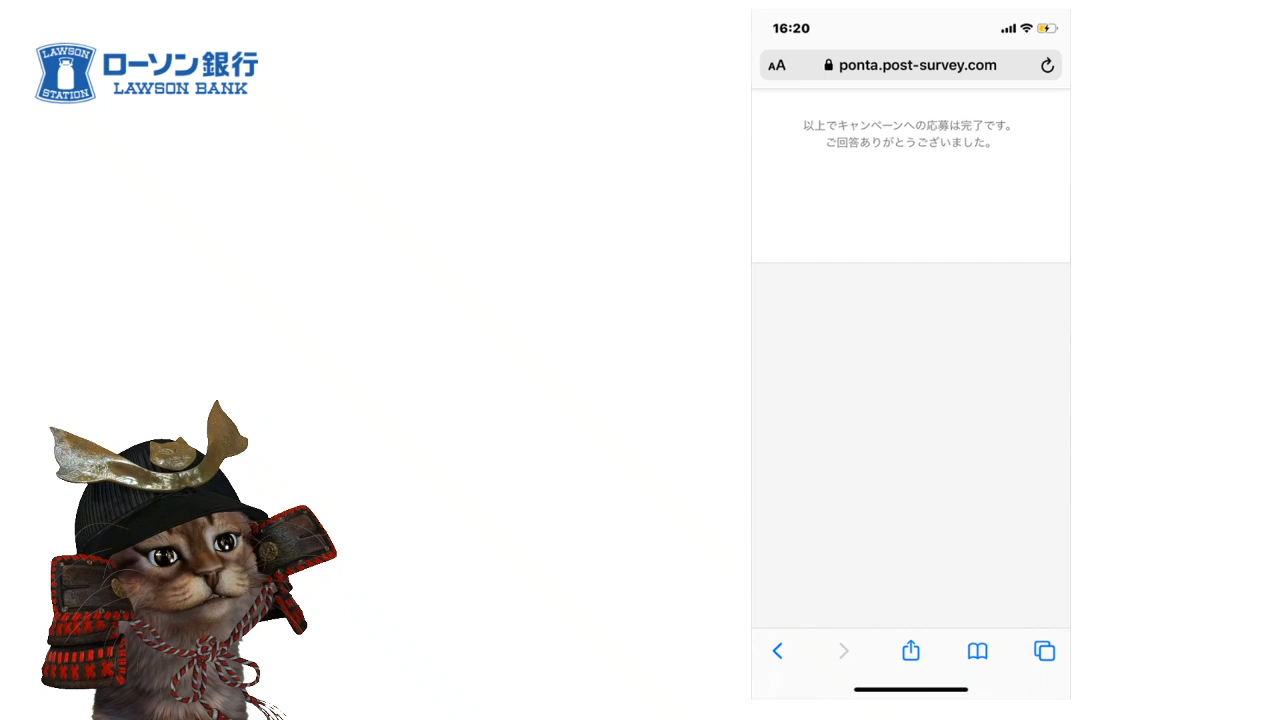 LAWSON
STATION
ローソン銀行
LAWSON BANK
16:20
AA
ponta.post-survey.com
以上でキャンペーンへの応募は完了です。
ご回答ありがとうございました。